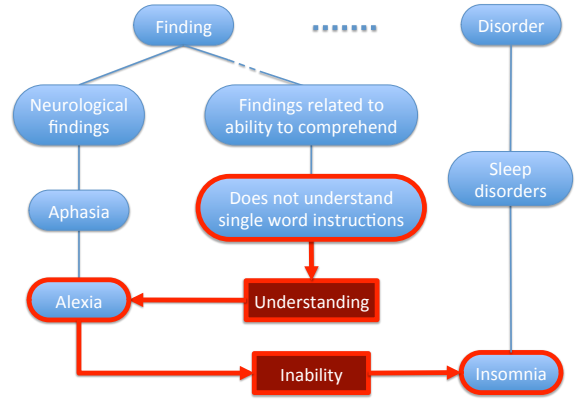 Finding
Disorder
Neurological
findings
Findings related to
ability to comprehend
Does not understand
single word instructions
Sleep
disorders
Aphasia
Alexia
Understanding
Inability
Insomnia